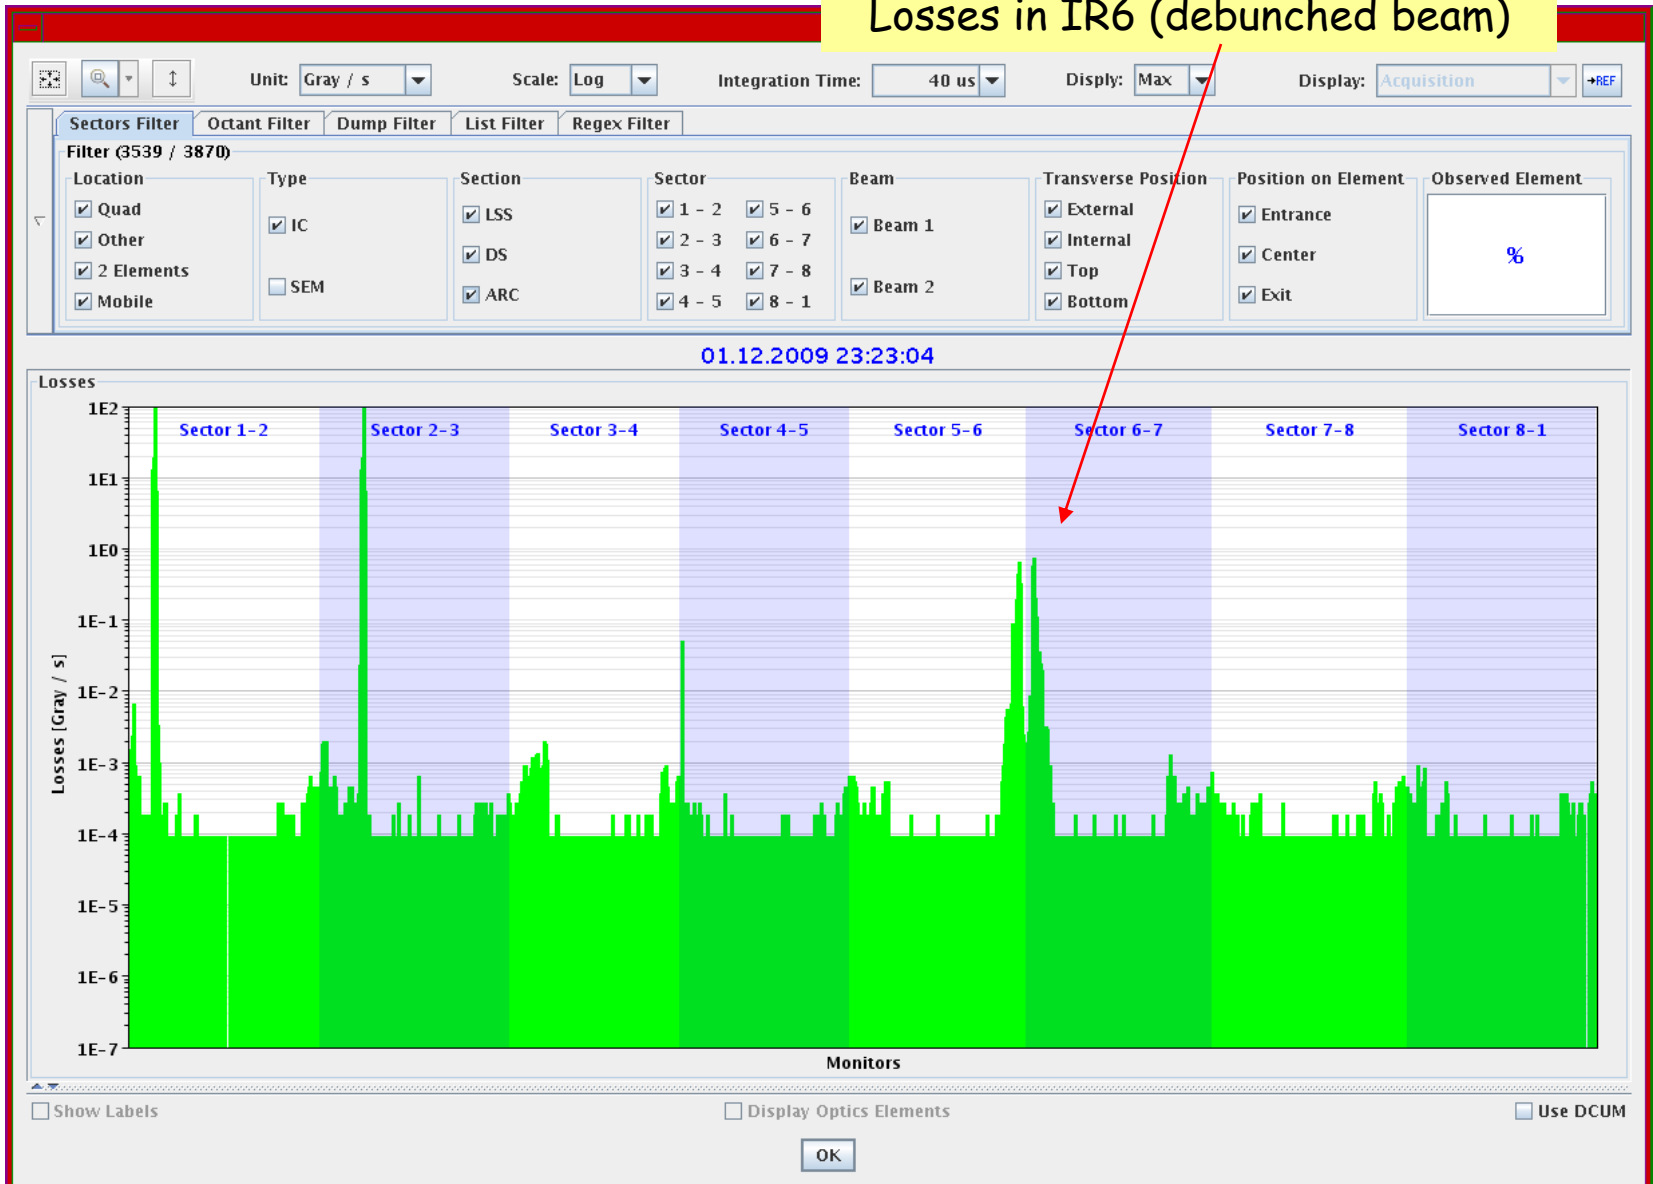 Losses in IR6 (debunched beam)
Unit: Gray / s Scale: Log Integration Time: 40 us Disply: Max Display: Acquisition →REF
Sectors Filter Octant Filter Dump Filter List Filter Regex Filter
Filter (3539 / 3870)
Location Type Section Sector Beam Transverse Position Position on Element Observed Element
Quad IC LSS 1 - 2 5 - 6 Beam 1 External Entrance
Other DS 2 - 3 6 - 7 Internal Center %
2 Elements SEM ARC 3 - 4 7 - 8 Beam 2 Top Exit
Mobile 4 - 5 8 - 1 Bottom
01.12.2009 23:23:04
Losses
Sector 1-2 Sector 2-3 Sector 3-4 Sector 4-5 Sector 5-6 Sector 6-7 Sector 7-8 Sector 8-1
1E2
1E1
1E0
1E-1
1E-2
1E-3
1E-4
1E-5
1E-6
1E-7
Losses [Gray / s]
Monitors
Show Labels Display Optics Elements Use DCUM
OK